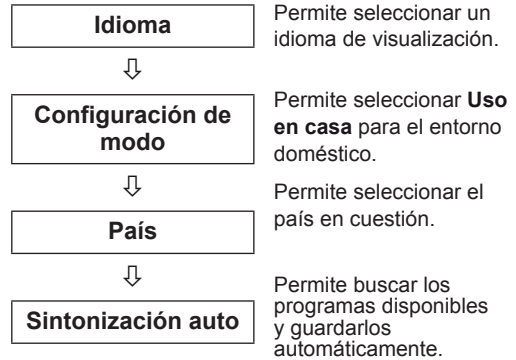 Idioma
Permite seleccionar un
idioma de visualización.
Configuración de
modo
Permite seleccionar Uso
en casa para el entorno
doméstico.
País
Permite seleccionar el
país en cuestión.
Sintonización auto
Permite buscar los
programas disponibles
y guardarlos
automáticamente.